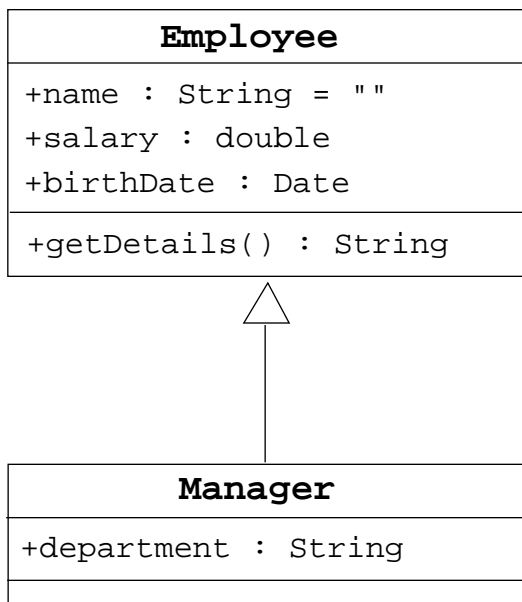 Employee
+name : String = ""
+salary : double
+birthDate : Date
+getDetails() : String
Manager
+department : String